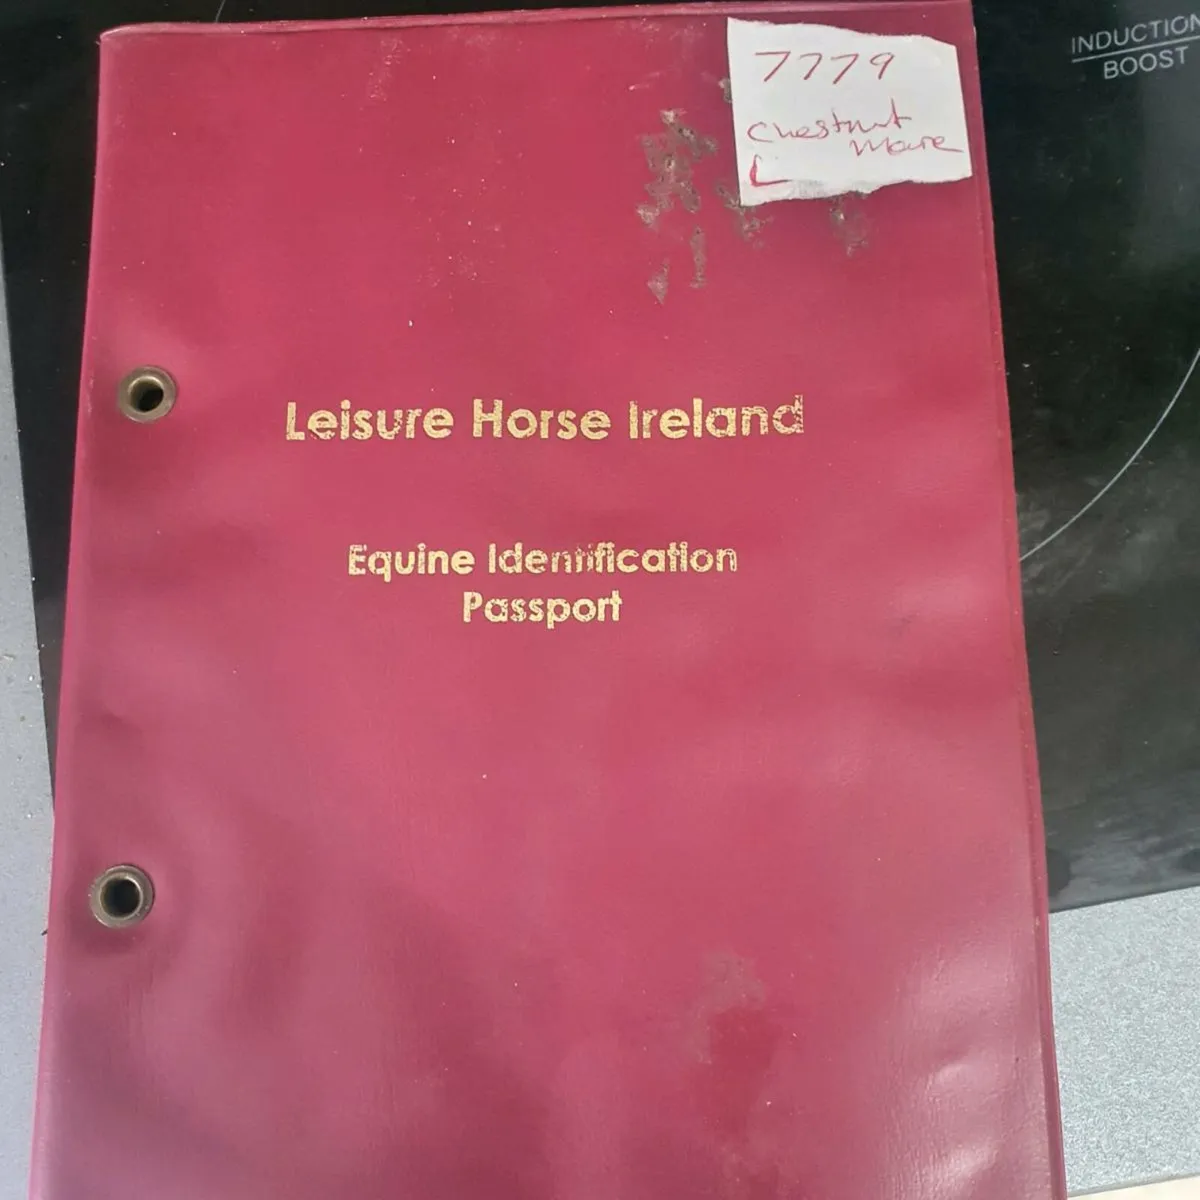 7779
Chestnut
Mare
L
INDUCTION
BOOST
Leisure Horse Ireland
Equine Identification
Passport